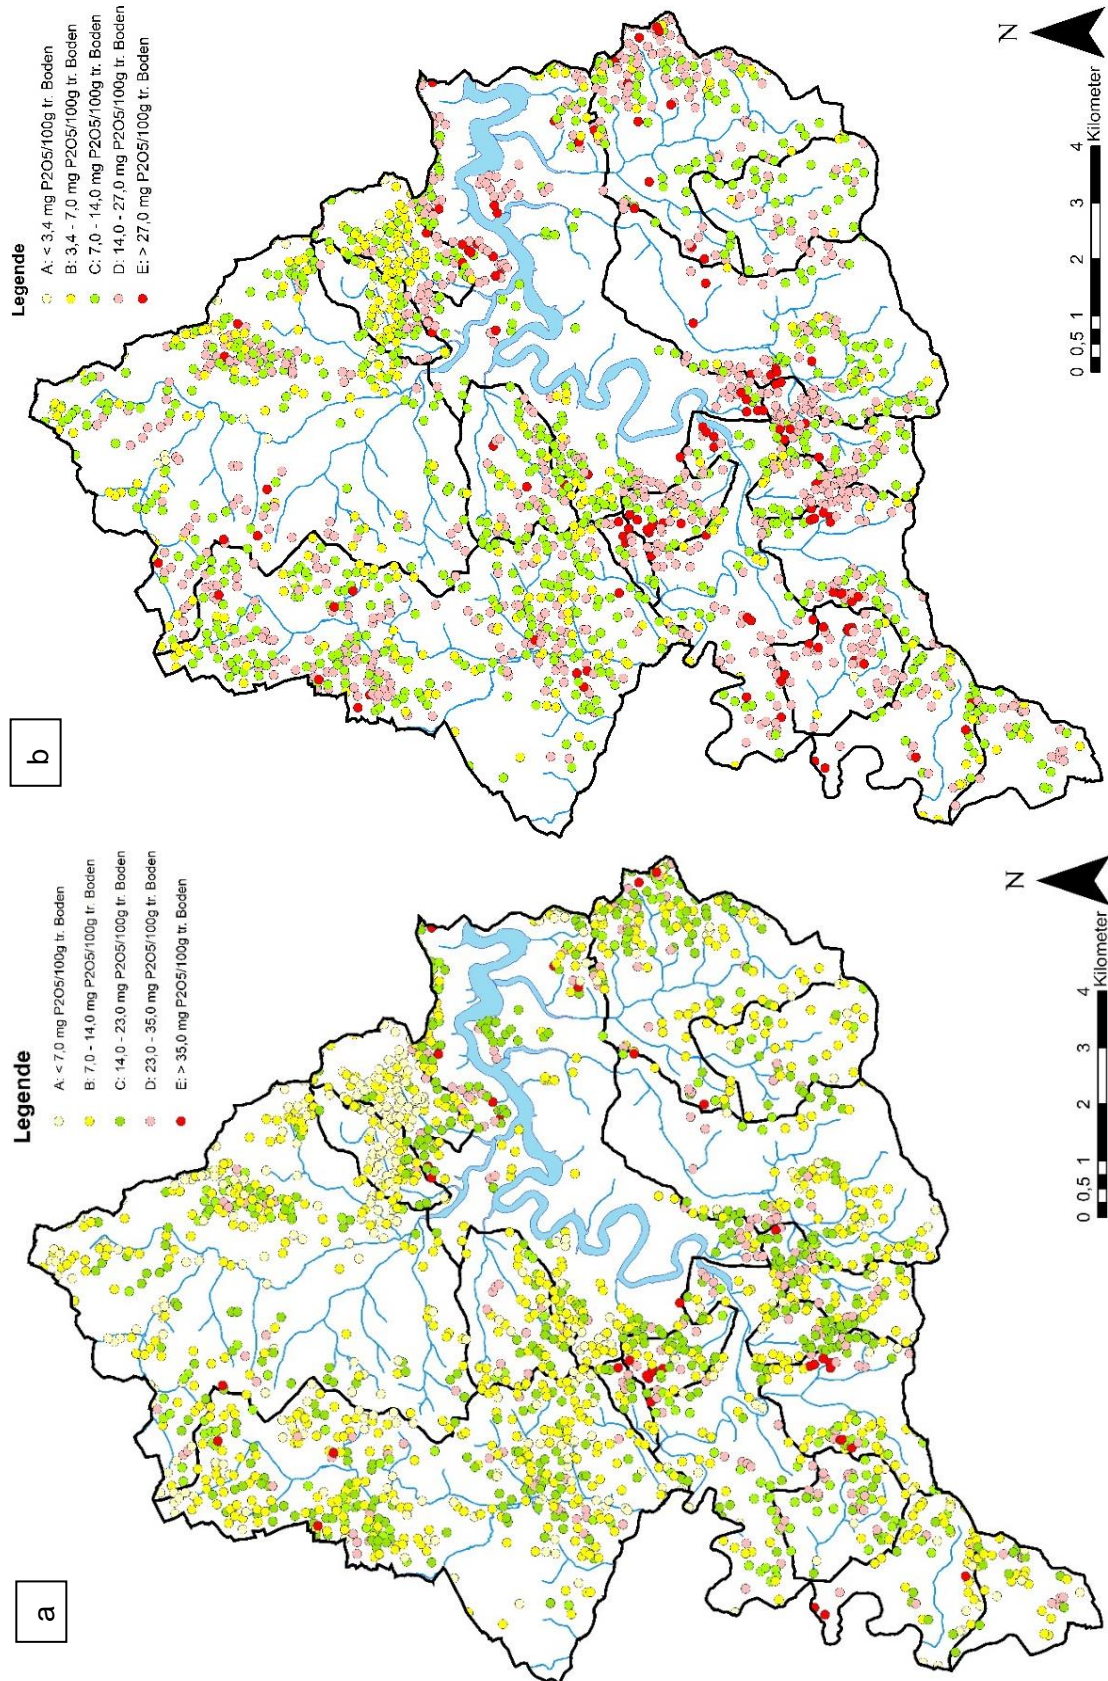 a
Legende
A: < 7,0 mg P2O5/100g tr. Boden
B: 7,0 - 14,0 mg P2O5/100g tr. Boden
C: 14,0 - 23,0 mg P2O5/100g tr. Boden
D: 23,0 - 35,0 mg P2O5/100g tr. Boden
E: > 35,0 mg P2O5/100g tr. Boden
N
0 0,5 1 2 3 4
Kilometer
b
Legende
A: < 3,4 mg P2O5/100g tr. Boden
B: 3,4 - 7,0 mg P2O5/100g tr. Boden
C: 7,0 - 14,0 mg P2O5/100g tr. Boden
D: 14,0 - 27,0 mg P2O5/100g tr. Boden
E: > 27,0 mg P2O5/100g tr. Boden
N
0 0,5 1 2 3 4
Kilometer